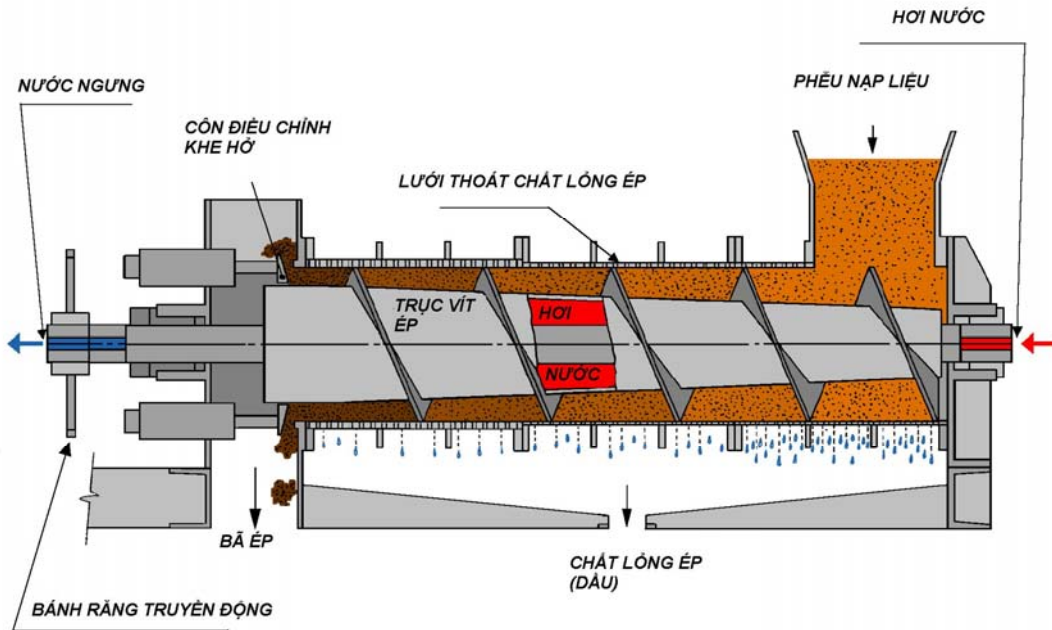 HƠI NƯỚC
NƯỚC NGƯNG
PHỄU NẠP LIỆU
CÔN ĐIỀU CHỈNH
KHE HỞ
LƯỚI THOÁT CHẤT LỎNG ÉP
TRỤC VÍT
ÉP
HƠI
NƯỚC
BÃ ÉP
CHẤT LỎNG ÉP
(DẦU)
BÁNH RĂNG TRUYỀN ĐỘNG